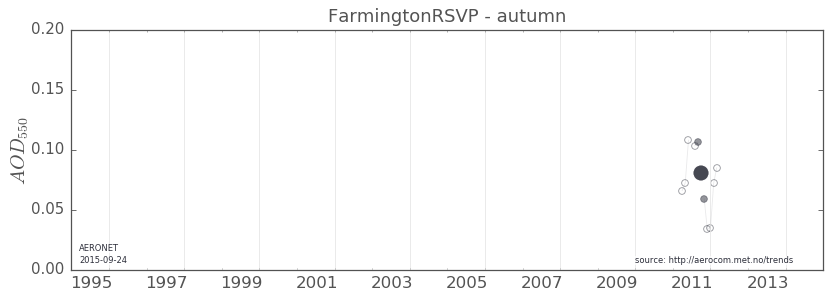 FarmingtonRSVP - autumn
0.20
0.15
0.10
0.05
0.00
AOD550
AERONET
2015-09-24
source: http://aerocom.met.no/trends
1995 1997 1999 2001 2003 2005 2007 2009 2011 2013